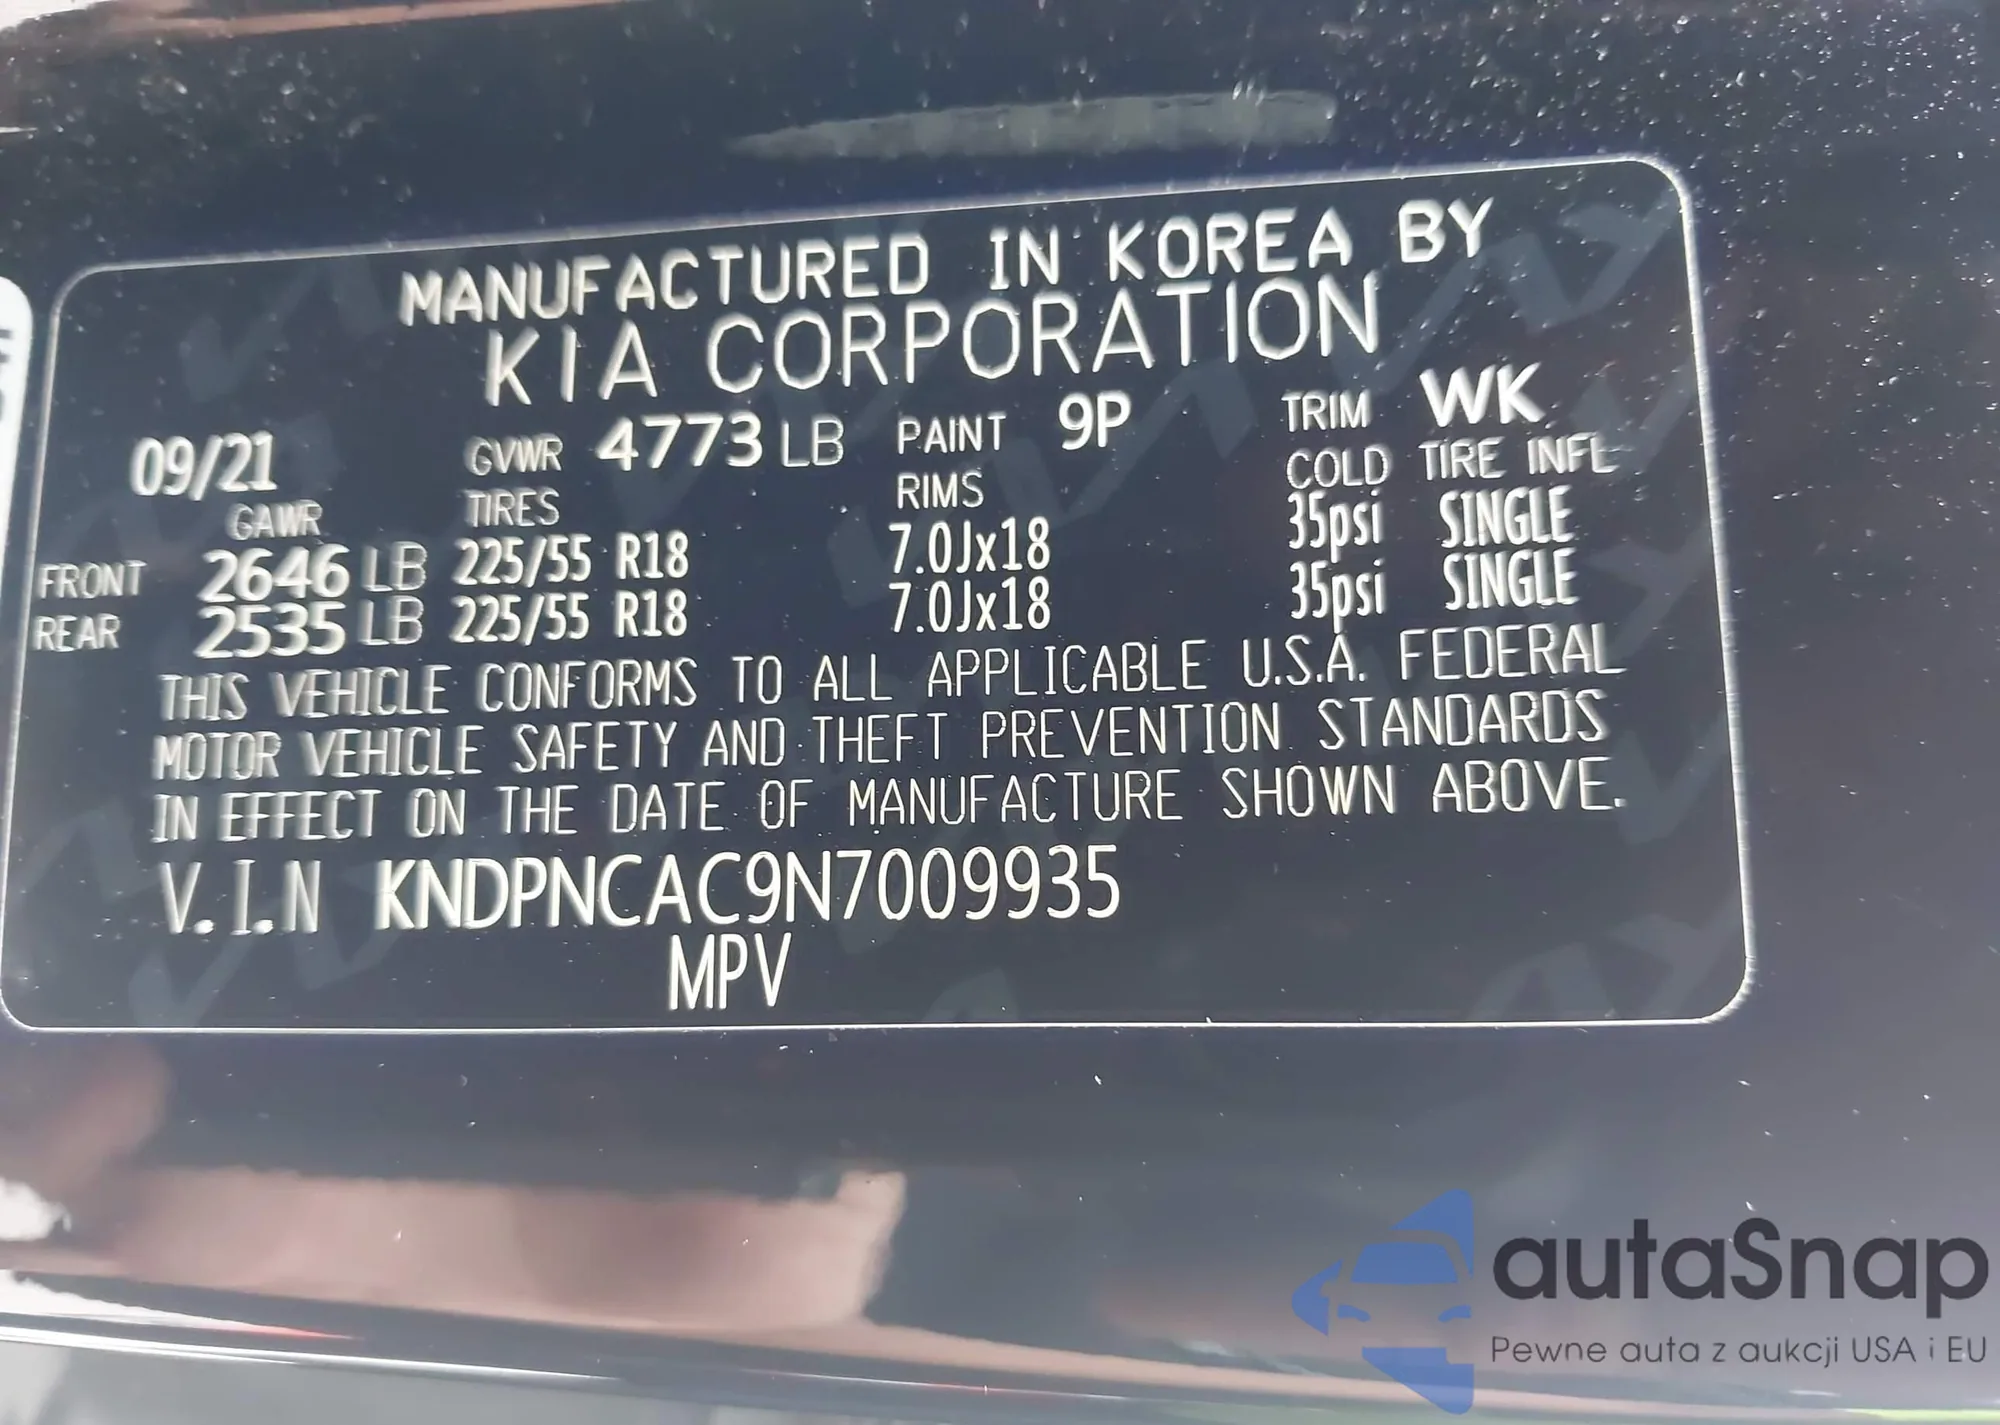 MANUFACTURED IN KOREA BY
KIA CORPORATION
09/21 GVWR 4773 LB PAINT 9P TRIM WK
GAWR TIRES RIMS COLD TIRE INFL
FRONT 2646 LB 225/55 R18 7.0Jx18 35psi SINGLE
REAR 2535 LB 225/55 R18 7.0Jx18 35psi SINGLE
THIS VEHICLE CONFORMS TO ALL APPLICABLE U.S.A. FEDERAL
MOTOR VEHICLE SAFETY AND THEFT PREVENTION STANDARDS
IN EFFECT ON THE DATE OF MANUFACTURE SHOWN ABOVE.
V.I.N KNDPNCAC9N7009935
MPV
autaSnap
Pewne auta z aukcji USA i EU